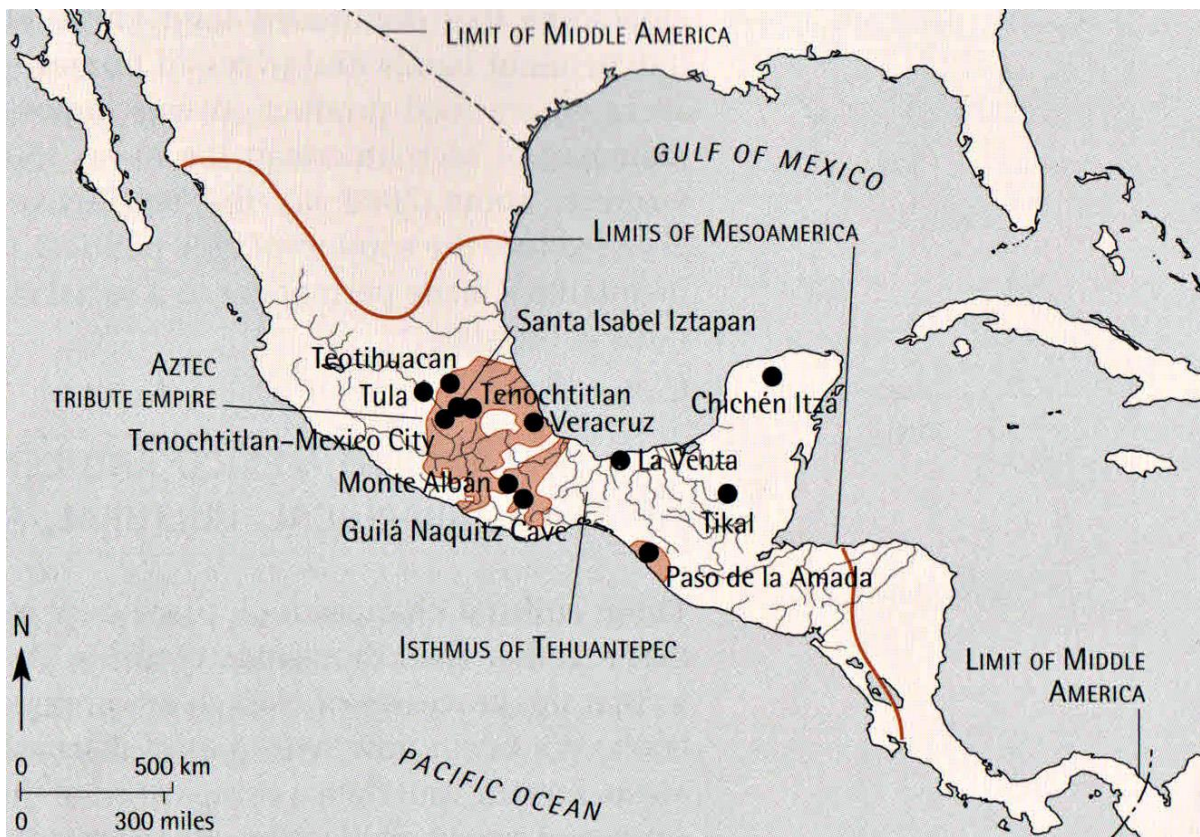 LIMIT OF MIDDLE AMERICA
GULF OF MEXICO
LIMITS OF MESOAMERICA
Santa Isabel Iztapan
Teotihuacan
AZTEC
TRIBUTE EMPIRE
Tula
Tenochtitlan
Chichén Itzá
Veracruz
Tenochtitlan–Mexico City
La Venta
Monte Albán
Tikal
Guilá Naquitz Cave
Paso de la Amada
N
ISTHMUS OF TEHUANTEPEC
LIMIT OF MIDDLE
AMERICA
0 500 km
0 300 miles
PACIFIC OCEAN